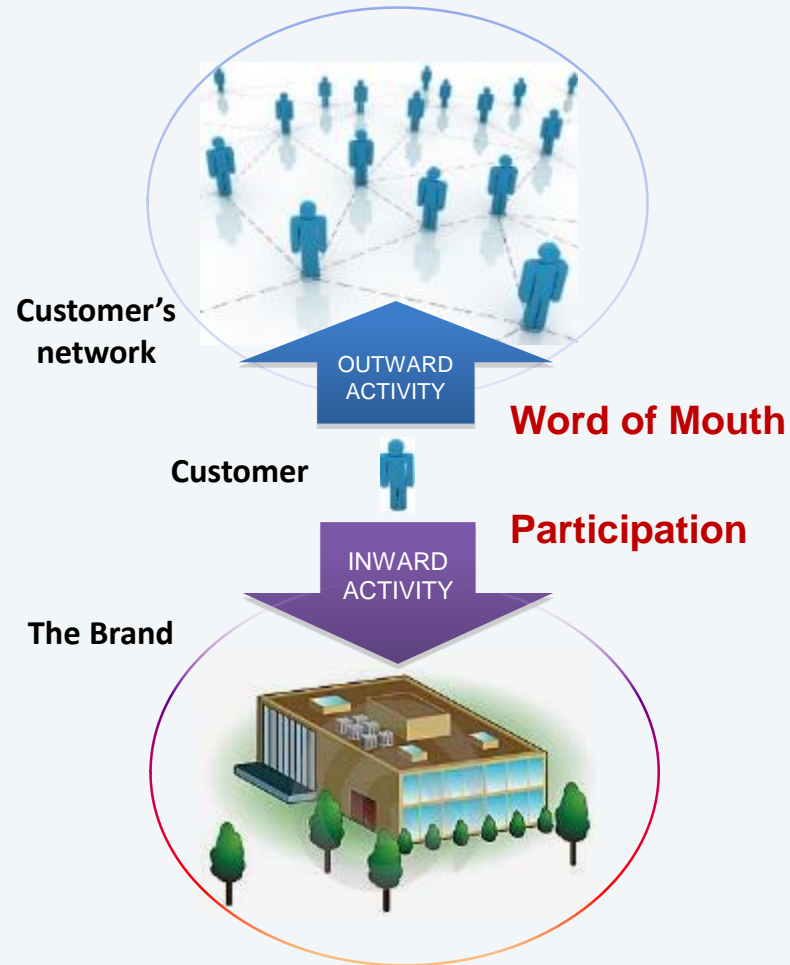 Customer’s
network
OUTWARD
ACTIVITY
Word of Mouth
Customer
Participation
INWARD
ACTIVITY
The Brand